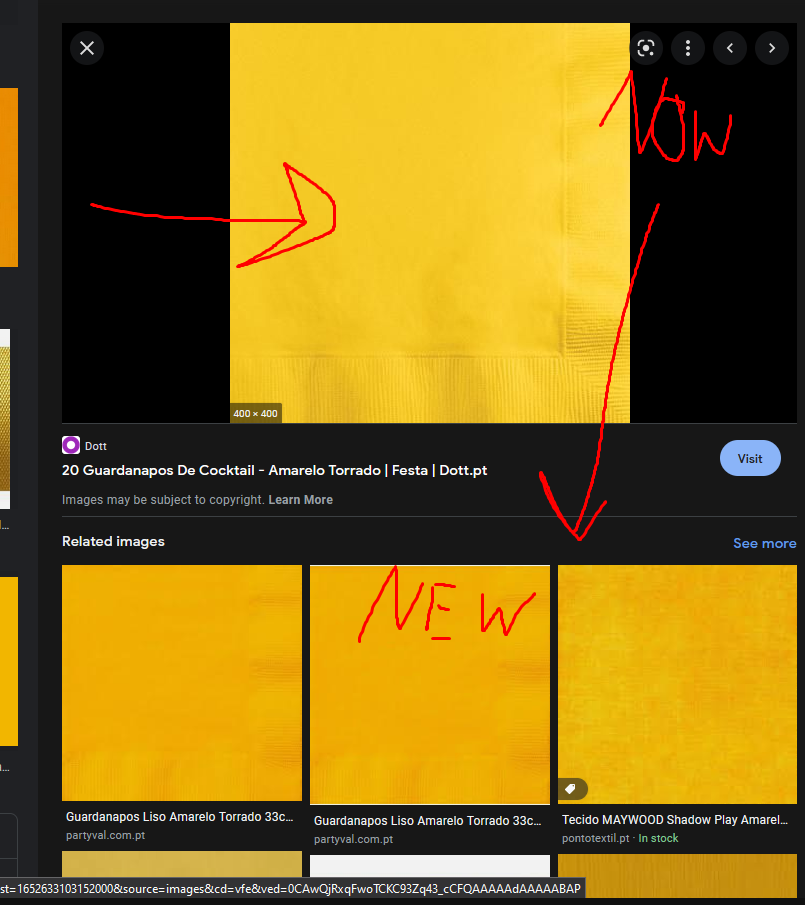 NOW
400 × 400
Dott
20 Guardanapos De Cocktail - Amarelo Torrado | Festa | Dott.pt
Visit
Images may be subject to copyright. Learn More
Related images
See more
NEW
Guardanapos Liso Amarelo Torrado 33c...
partyval.com.pt
Guardanapos Liso Amarelo Torrado 33c...
partyval.com.pt
Tecido MAYWOOD Shadow Play Amarel...
pontotextil.pt · In stock
st=1652633103152000&source=images&cd=vfe&ved=0CAwQjRxqFwoTCKC93Zq43_cCFQAAAAAdAAAAABAP